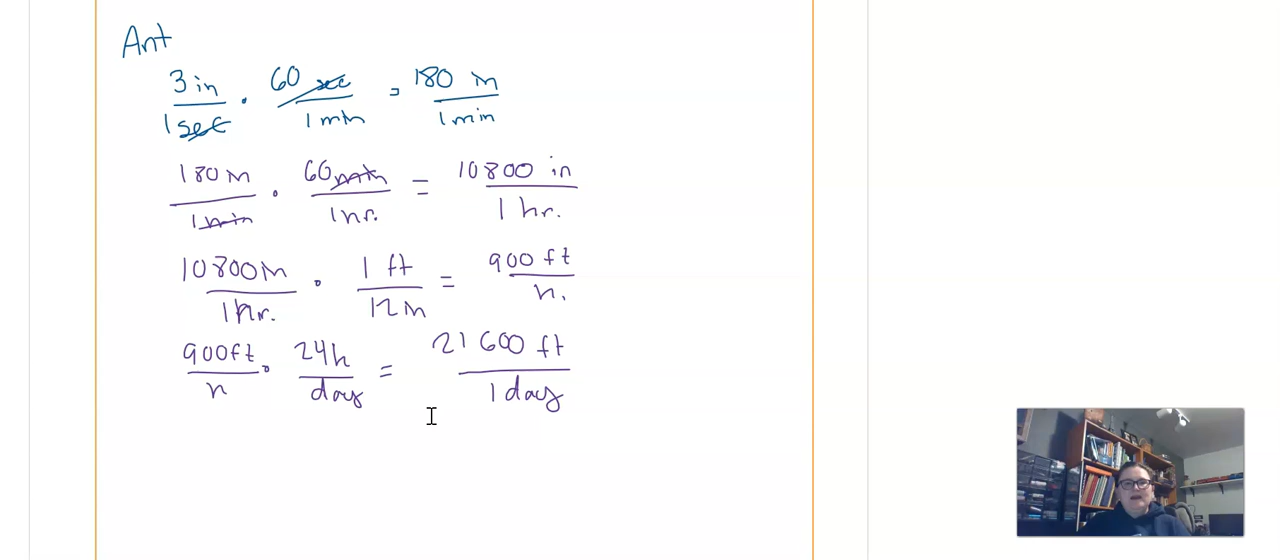 Ant
3 in / 1 sec · 60 sec / 1 min = 180 in / 1 min
180 in / 1 min · 60 min / 1 hr. = 10800 in / 1 hr.
10800 in / 1 hr. · 1 ft / 12 in = 900 ft / h.
900 ft / h · 24 h / day = 21 600 ft / 1 day